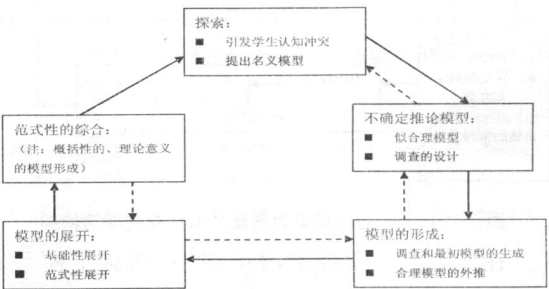 探索：
■ 引发学生认知冲突
■ 提出名义模型
不确定推论模型：
■ 似合理模型
■ 调查的设计
范式性的综合：
（注：概括性的、理论意义
的模型形成）
模型的展开：
■ 基础性展开
■ 范式性展开
模型的形成：
■ 调查和最初模型的生成
■ 合理模型的外推